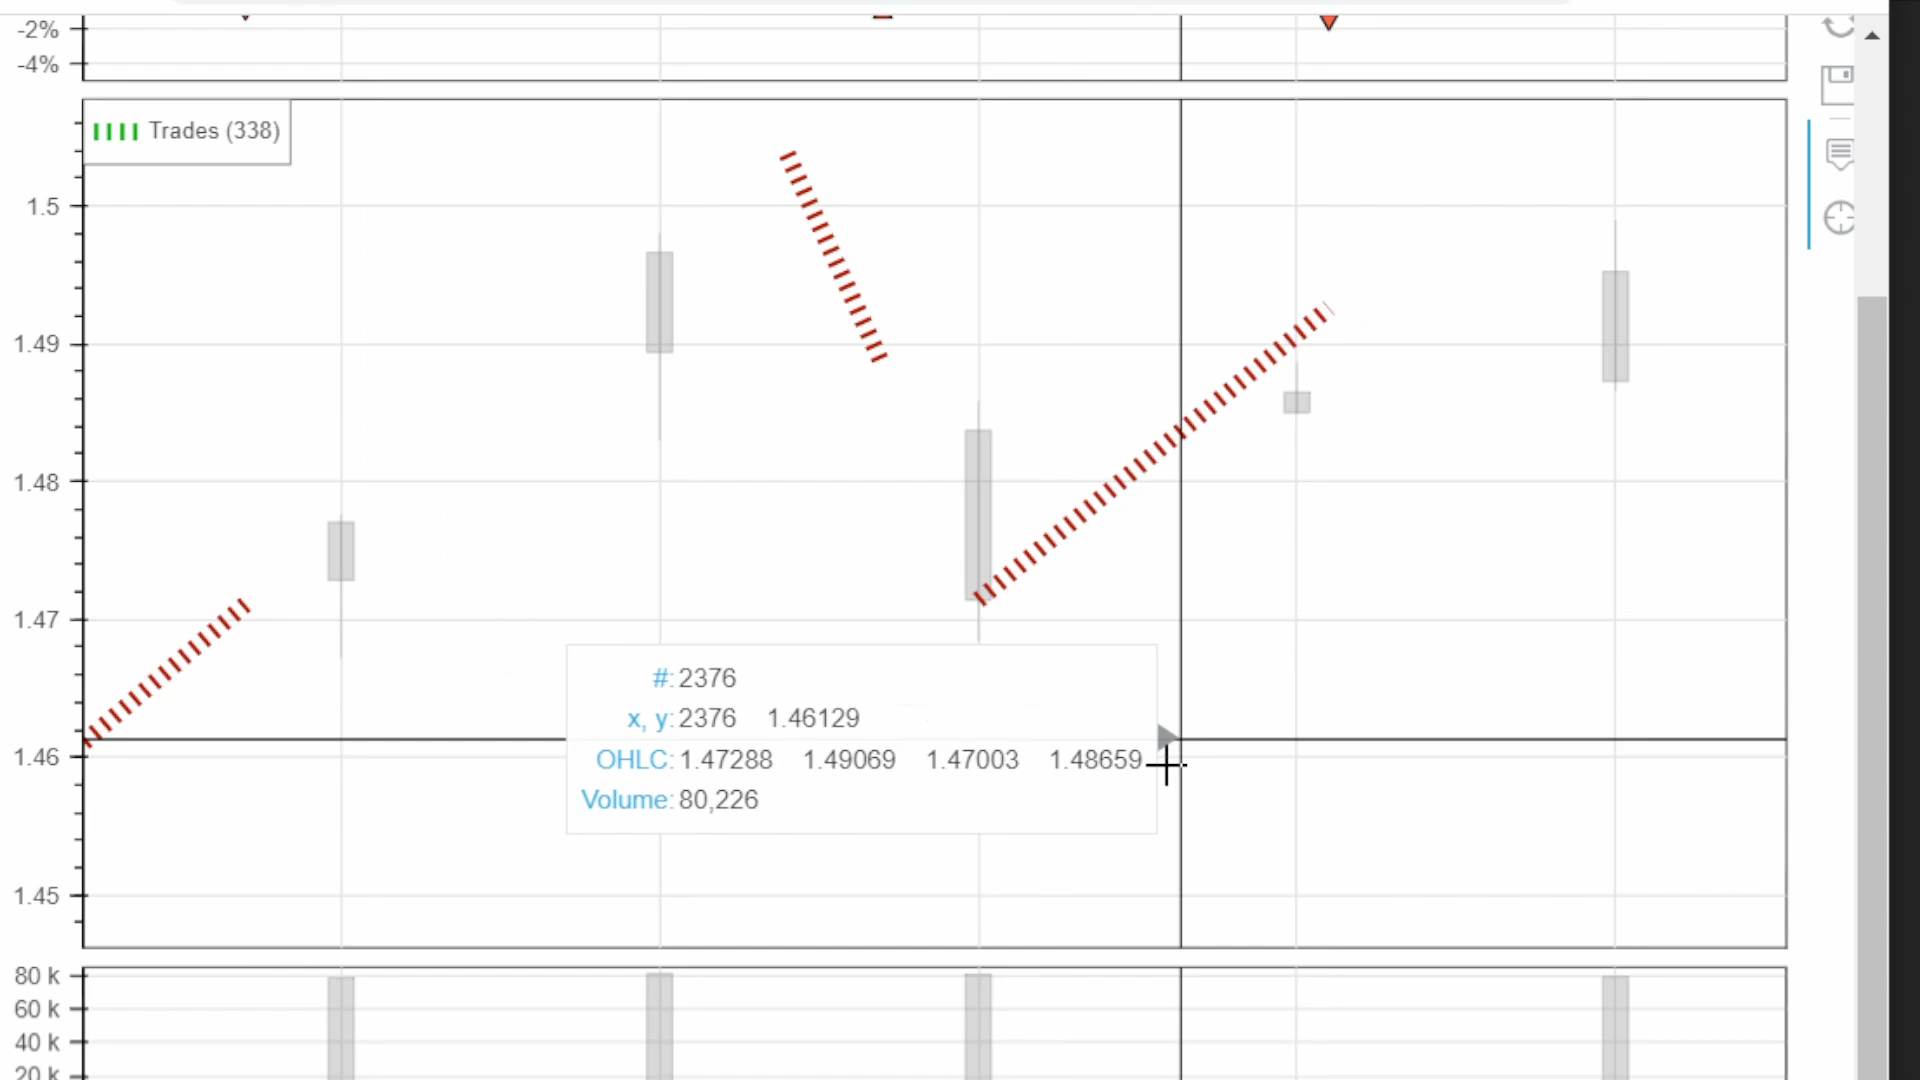 -2%
-4%
Trades (338)
1.5
1.49
1.48
1.47
1.46
1.45
#: 2376
x, y: 2376 1.46129
OHLC: 1.47288 1.49069 1.47003 1.48659
Volume: 80,226
80 k
60 k
40 k
20 k